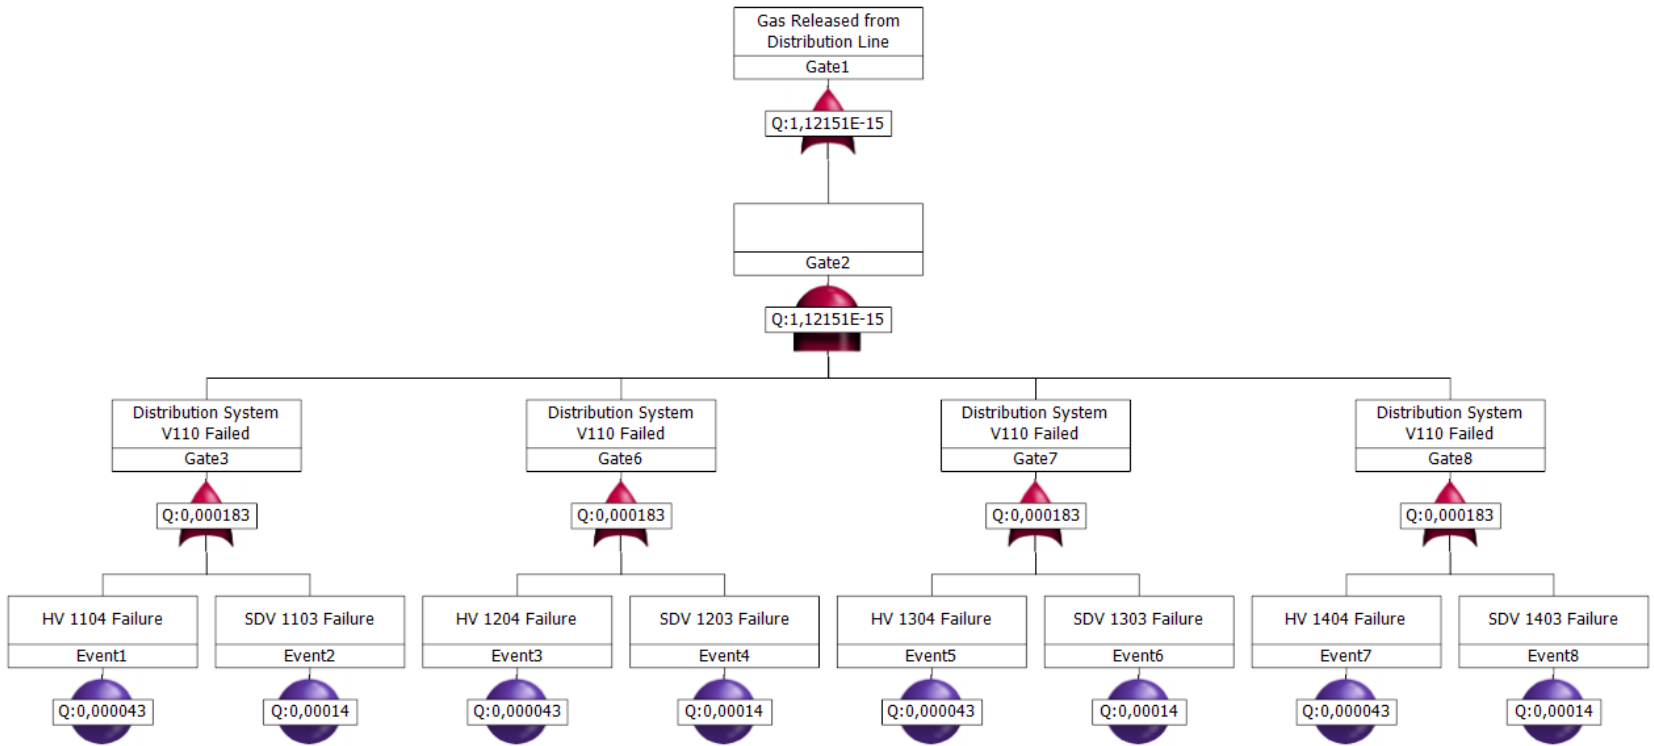 Gas Released from
Distribution Line
Gate1
Q:1,12151E-15
Gate2
Q:1,12151E-15
Distribution System
V110 Failed
Gate3
Q:0,000183
Distribution System
V110 Failed
Gate6
Q:0,000183
Distribution System
V110 Failed
Gate7
Q:0,000183
Distribution System
V110 Failed
Gate8
Q:0,000183
HV 1104 Failure
Event1
Q:0,000043
SDV 1103 Failure
Event2
Q:0,00014
HV 1204 Failure
Event3
Q:0,000043
SDV 1203 Failure
Event4
Q:0,00014
HV 1304 Failure
Event5
Q:0,000043
SDV 1303 Failure
Event6
Q:0,00014
HV 1404 Failure
Event7
Q:0,000043
SDV 1403 Failure
Event8
Q:0,00014